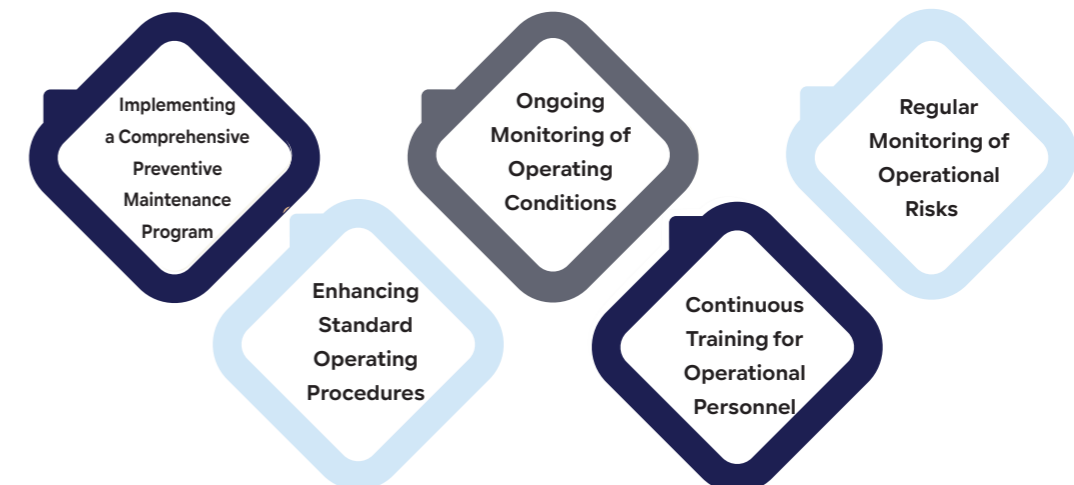 Implementing
a Comprehensive
Preventive
Maintenance
Program
Enhancing
Standard
Operating
Procedures
Ongoing
Monitoring of
Operating
Conditions
Continuous
Training for
Operational
Personnel
Regular
Monitoring of
Operational
Risks